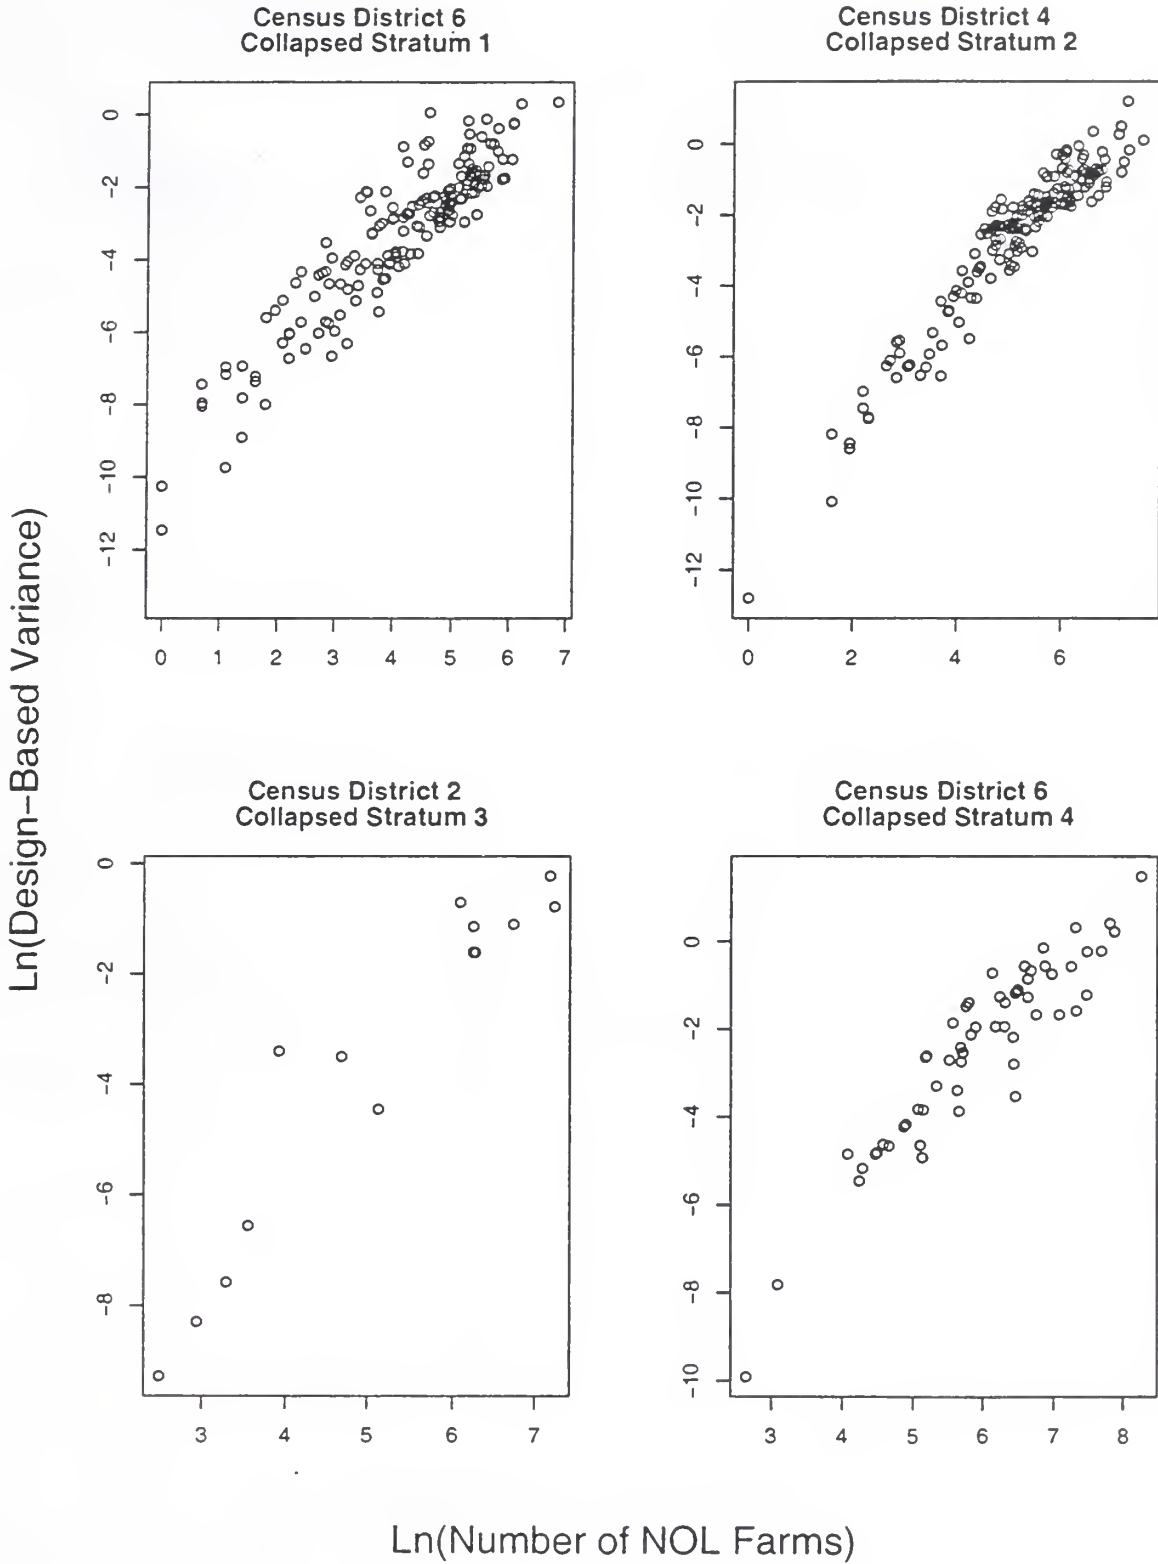 Census District 6
Collapsed Stratum 1
Census District 4
Collapsed Stratum 2
0
-2
-4
-6
-8
-10
-12
0 1 2 3 4 5 6 7
0
-2
-4
-6
-8
-10
-12
0 2 4 6
Ln(Design-Based Variance)
Census District 2
Collapsed Stratum 3
Census District 6
Collapsed Stratum 4
0
-2
-4
-6
-8
3 4 5 6 7
0
-2
-4
-6
-8
-10
3 4 5 6 7 8
Ln(Number of NOL Farms)